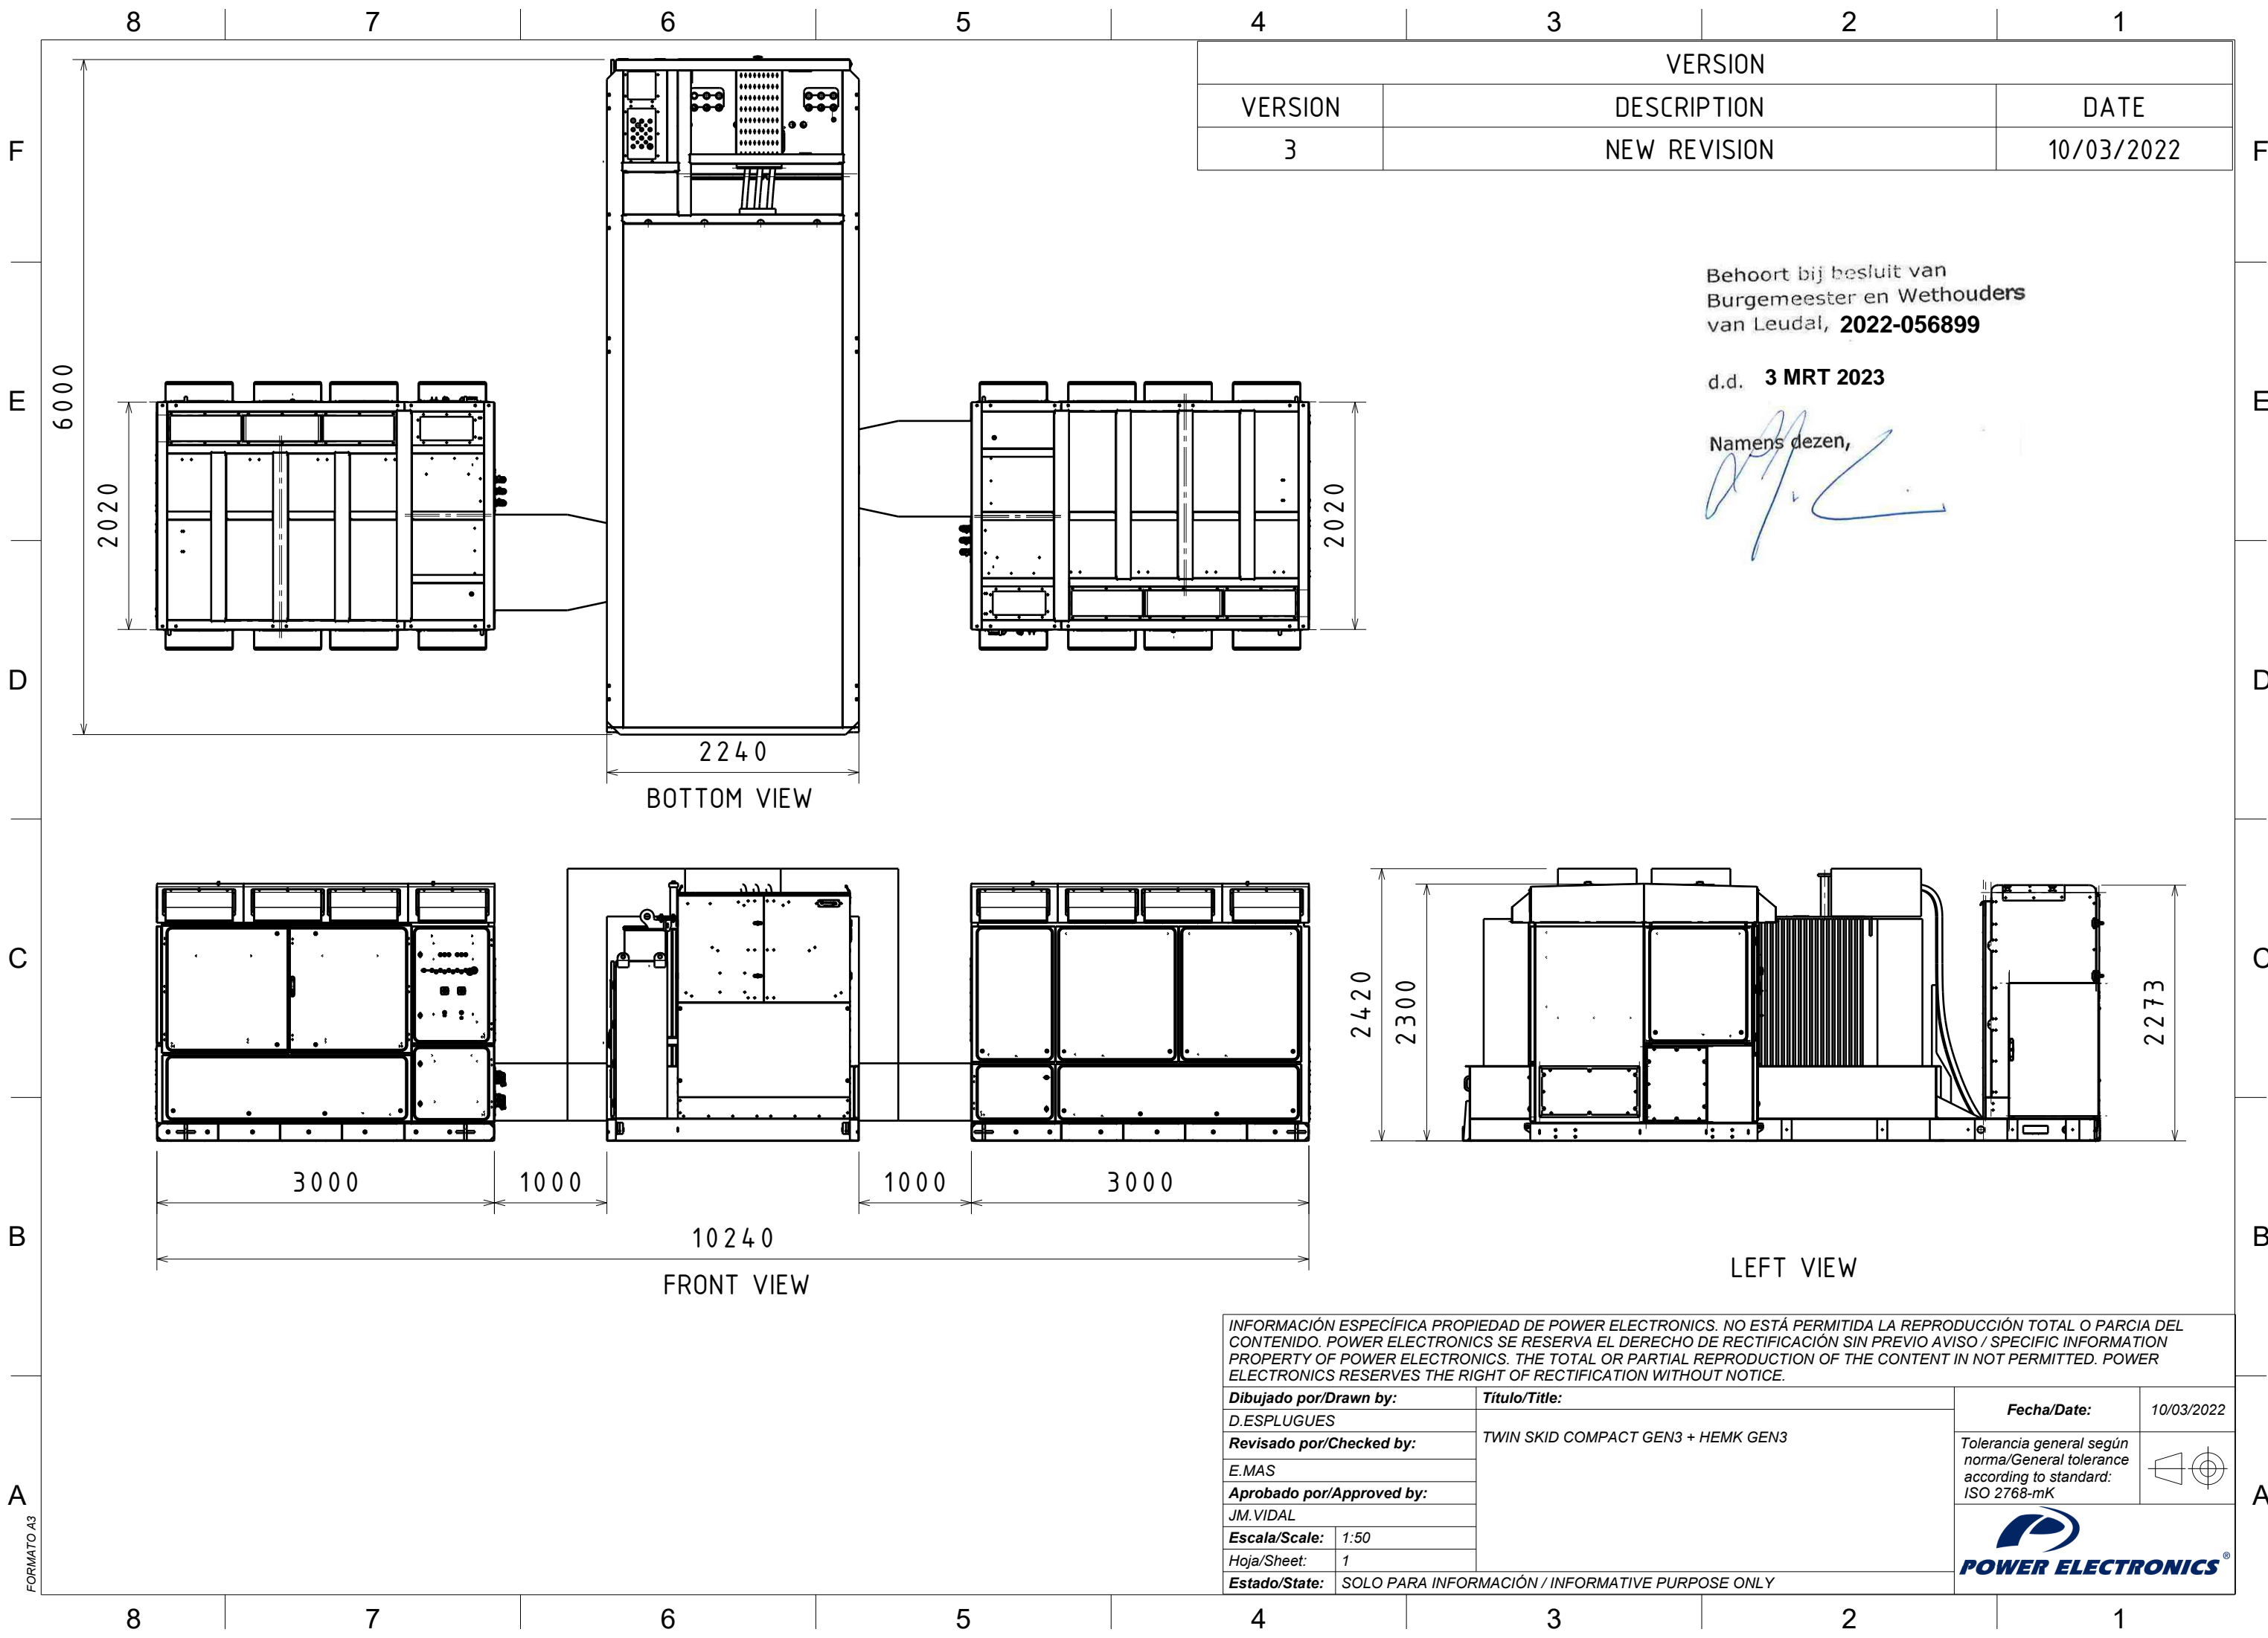 8 7 6 5 4 3 2 1
VERSION
VERSION DESCRIPTION DATE
3 NEW REVISION 10/03/2022
F F
Behoort bij besluit van
Burgemeester en Wethouders
van Leudal, 2022-056899
d.d. 3 MRT 2023
Namens dezen,
E E
6000
2020
2020
D D
2240
BOTTOM VIEW
C C
2420
2300
2273
3000 1000 1000 3000
10240
FRONT VIEW
LEFT VIEW
B B
INFORMACIÓN ESPECÍFICA PROPIEDAD DE POWER ELECTRONICS. NO ESTÁ PERMITIDA LA REPRODUCCIÓN TOTAL O PARCIA DEL
CONTENIDO. POWER ELECTRONICS SE RESERVA EL DERECHO DE RECTIFICACIÓN SIN PREVIO AVISO / SPECIFIC INFORMATION
PROPERTY OF POWER ELECTRONICS. THE TOTAL OR PARTIAL REPRODUCTION OF THE CONTENT IN NOT PERMITTED. POWER
ELECTRONICS RESERVES THE RIGHT OF RECTIFICATION WITHOUT NOTICE.
Dibujado por/Drawn by:
D.ESPLUGUES
Revisado por/Checked by:
E.MAS
Aprobado por/Approved by:
JM.VIDAL
Escala/Scale: 1:50
Hoja/Sheet: 1
Estado/State: SOLO PARA INFORMACIÓN / INFORMATIVE PURPOSE ONLY
Título/Title:
TWIN SKID COMPACT GEN3 + HEMK GEN3
Fecha/Date: 10/03/2022
Tolerancia general según
norma/General tolerance
according to standard:
ISO 2768-mK
POWER ELECTRONICS®
A A
FORMATO A3
8 7 6 5 4 3 2 1